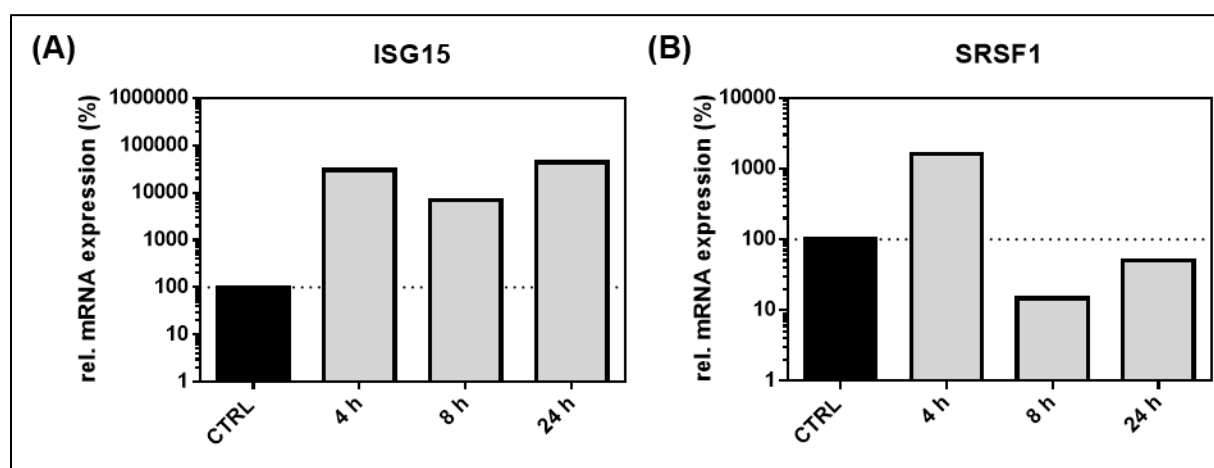 (A)
ISG15
rel. mRNA expression (%)
1000000
100000
10000
1000
100
10
1
CTRL
4 h
8 h
24 h
(B)
SRSF1
rel. mRNA expression (%)
10000
1000
100
10
1
CTRL
4 h
8 h
24 h